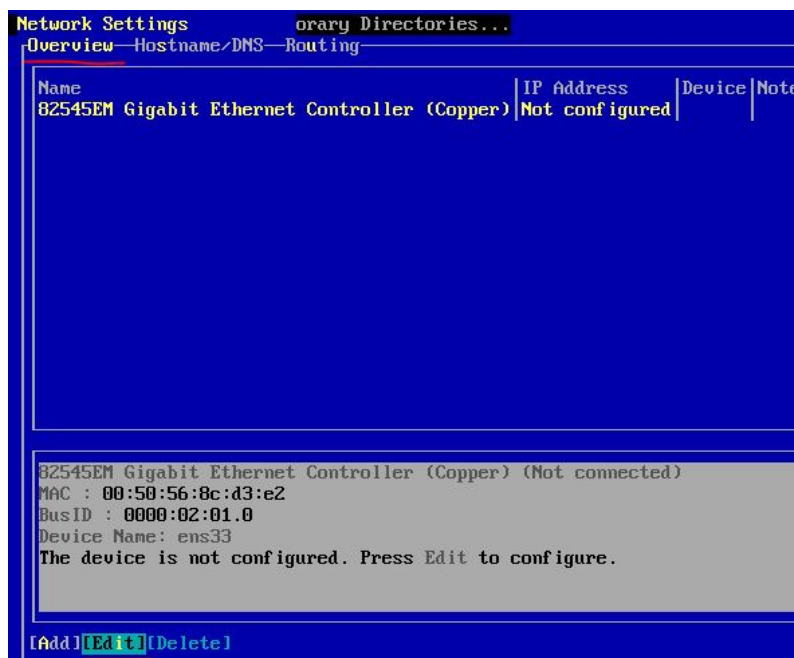 Network Settings orary Directories...
Overview—Hostname/DNS—Routing
Name IP Address Device Note
82545EM Gigabit Ethernet Controller (Copper) Not configured
82545EM Gigabit Ethernet Controller (Copper) (Not connected)
MAC : 00:50:56:8c:d3:e2
BusID : 0000:02:01.0
Device Name: ens33
The device is not configured. Press Edit to configure.
[Add][Edit][Delete]